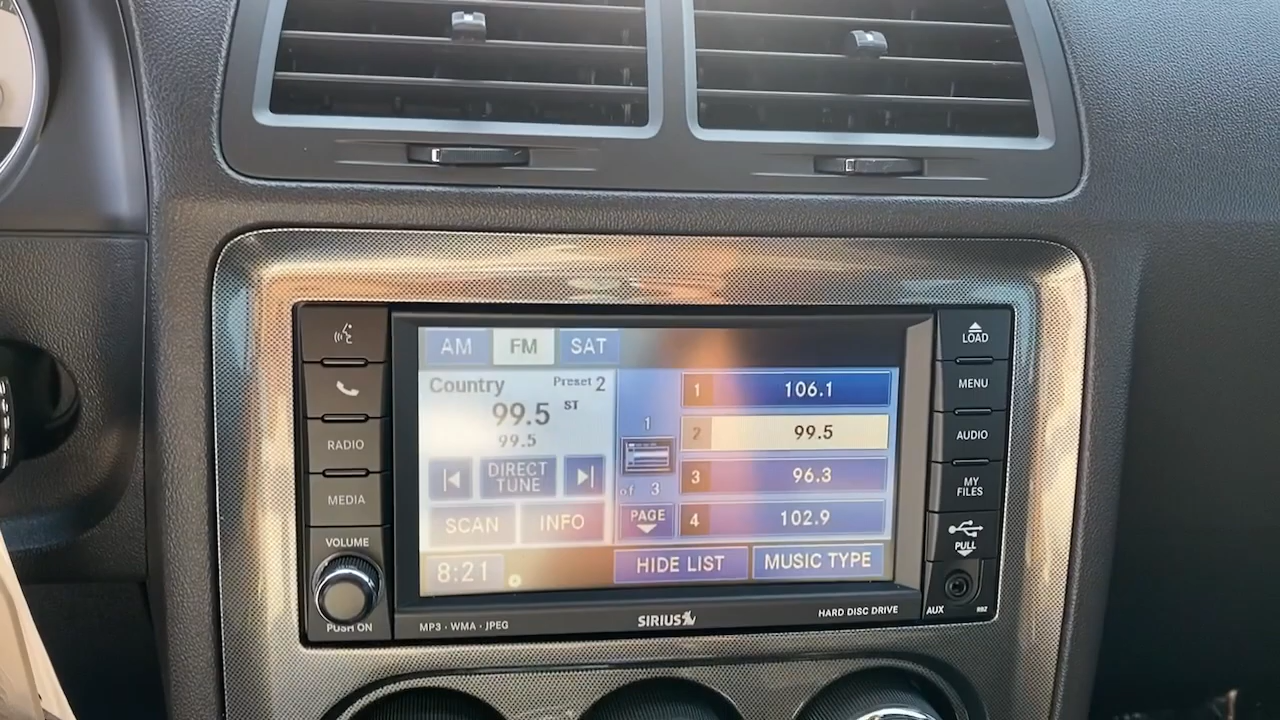 LOAD
MENU
AUDIO
MY
FILES
PULL
AUX
RBZ
RADIO
MEDIA
VOLUME
PUSH ON
AM FM SAT
Country Preset 2
99.5 ST
99.5
DIRECT
TUNE
SCAN INFO
8:21
1
of 3
PAGE
1 106.1
2 99.5
3 96.3
4 102.9
HIDE LIST MUSIC TYPE
MP3 · WMA · JPEG
SIRIUS
HARD DISC DRIVE